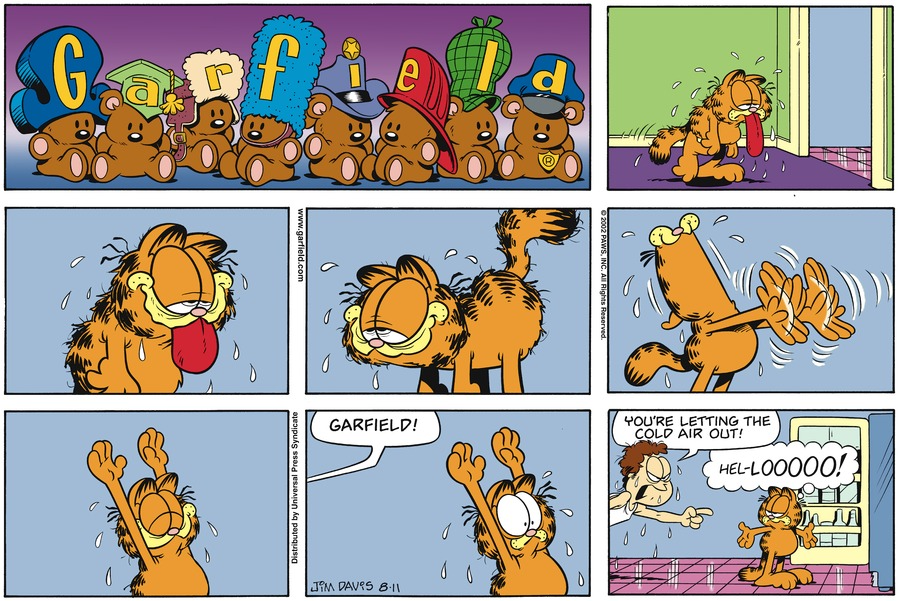 Garfield
®
www.garfield.com
© 2002 PAWS, INC. All Rights Reserved.
Distributed by Universal Press Syndicate
GARFIELD!
JIM DAVIS 8·11
YOU'RE LETTING THE
COLD AIR OUT!
HEL-LOOOOO!